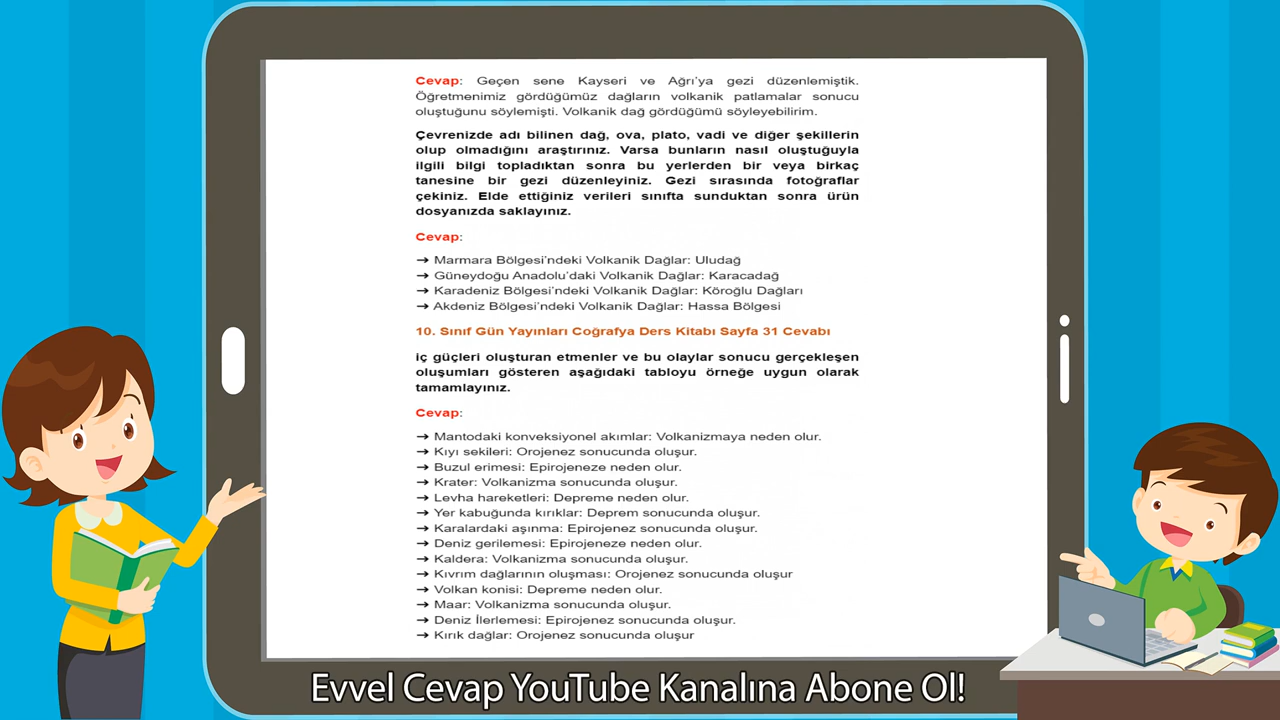 Cevap: Geçen sene Kayseri ve Ağrı’ya gezi düzenlemiştik.
Öğretmenimiz gördüğümüz dağların volkanik patlamalar sonucu
oluştuğunu söylemişti. Volkanik dağ gördüğümü söyleyebilirim.
Çevrenizde adı bilinen dağ, ova, plato, vadi ve diğer şekillerin
olup olmadığını araştırınız. Varsa bunların nasıl oluştuğuyla
ilgili bilgi topladıktan sonra bu yerlerden bir veya birkaç
tanesine bir gezi düzenleyiniz. Gezi sırasında fotoğraflar
çekiniz. Elde ettiğiniz verileri sınıfta sunduktan sonra ürün
dosyanızda saklayınız.
Cevap:
→ Marmara Bölgesi’ndeki Volkanik Dağlar: Uludağ
→ Güneydoğu Anadolu’daki Volkanik Dağlar: Karacadağ
→ Karadeniz Bölgesi’ndeki Volkanik Dağlar: Köroğlu Dağları
→ Akdeniz Bölgesi’ndeki Volkanik Dağlar: Hassa Bölgesi
10. Sınıf Gün Yayınları Coğrafya Ders Kitabı Sayfa 31 Cevabı
iç güçleri oluşturan etmenler ve bu olaylar sonucu gerçekleşen
oluşumları gösteren aşağıdaki tabloyu örneğe uygun olarak
tamamlayınız.
Cevap:
→ Mantodaki konveksiyonel akımlar: Volkanizmaya neden olur.
→ Kıyı sekileri: Orojenez sonucunda oluşur.
→ Buzul erimesi: Epirojeneze neden olur.
→ Krater: Volkanizma sonucunda oluşur.
→ Levha hareketleri: Depreme neden olur.
→ Yer kabuğunda kırıklar: Deprem sonucunda oluşur.
→ Karalardaki aşınma: Epirojenez sonucunda oluşur.
→ Deniz gerilemesi: Epirojeneze neden olur.
→ Kaldera: Volkanizma sonucunda oluşur.
→ Kıvrım dağlarının oluşması: Orojenez sonucunda oluşur
→ Volkan konisi: Depreme neden olur.
→ Maar: Volkanizma sonucunda oluşur.
→ Deniz İlerlemesi: Epirojenez sonucunda oluşur.
→ Kırık dağlar: Orojenez sonucunda oluşur
Evvel Cevap YouTube Kanalına Abone Ol!